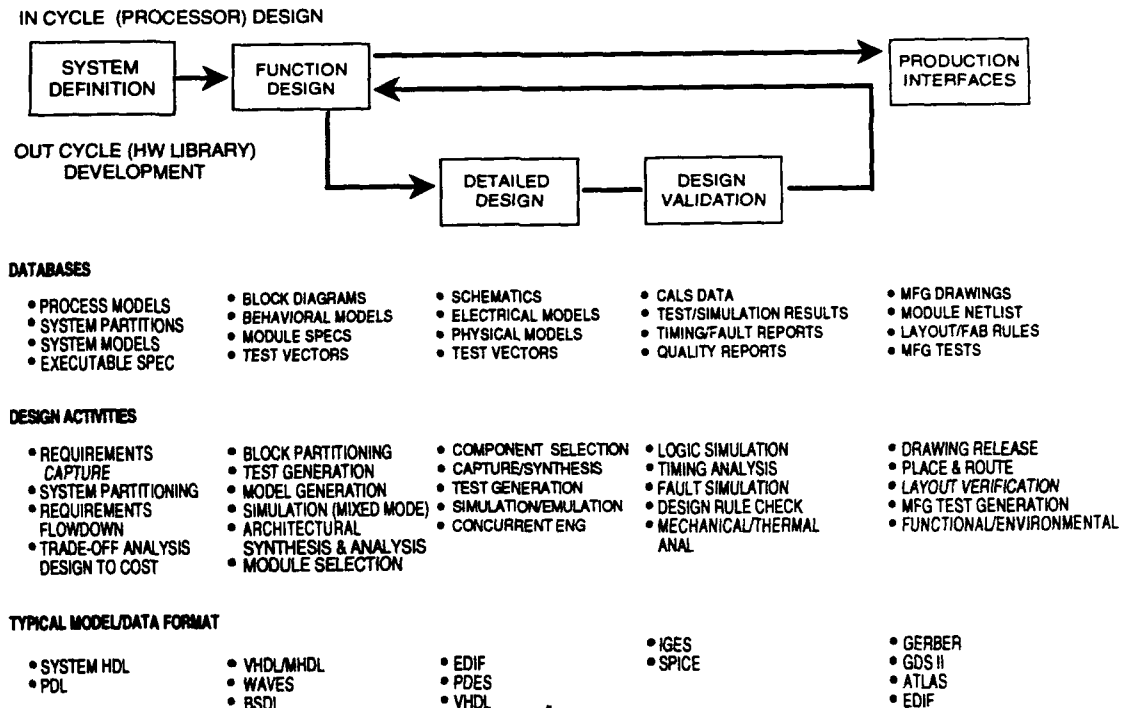 IN CYCLE (PROCESSOR) DESIGN
SYSTEM
DEFINITION
FUNCTION
DESIGN
PRODUCTION
INTERFACES
OUT CYCLE (HW LIBRARY)
DEVELOPMENT
DETAILED
DESIGN
DESIGN
VALIDATION
DATABASES
• PROCESS MODELS
• SYSTEM PARTITIONS
• SYSTEM MODELS
• EXECUTABLE SPEC
• BLOCK DIAGRAMS
• BEHAVIORAL MODELS
• MODULE SPECS
• TEST VECTORS
• SCHEMATICS
• ELECTRICAL MODELS
• PHYSICAL MODELS
• TEST VECTORS
• CALS DATA
• TEST/SIMULATION RESULTS
• TIMING/FAULT REPORTS
• QUALITY REPORTS
• MFG DRAWINGS
• MODULE NETLIST
• LAYOUT/FAB RULES
• MFG TESTS
DESIGN ACTIVITIES
• REQUIREMENTS
CAPTURE
• SYSTEM PARTITIONING
• REQUIREMENTS
FLOWDOWN
• TRADE-OFF ANALYSIS
DESIGN TO COST
• BLOCK PARTITIONING
• TEST GENERATION
• MODEL GENERATION
• SIMULATION (MIXED MODE)
• ARCHITECTURAL
SYNTHESIS & ANALYSIS
• MODULE SELECTION
• COMPONENT SELECTION
• CAPTURE/SYNTHESIS
• TEST GENERATION
• SIMULATION/EMULATION
• CONCURRENT ENG
• LOGIC SIMULATION
• TIMING ANALYSIS
• FAULT SIMULATION
• DESIGN RULE CHECK
• MECHANICAL/THERMAL
ANAL
• DRAWING RELEASE
• PLACE & ROUTE
• LAYOUT VERIFICATION
• MFG TEST GENERATION
• FUNCTIONAL/ENVIRONMENTAL
TYPICAL MODEL/DATA FORMAT
• SYSTEM HDL
• PDL
• VHDL/MHDL
• WAVES
• BSDL
• EDIF
• PDES
• VHDL
• IGES
• SPICE
• GERBER
• GDS II
• ATLAS
• EDIF